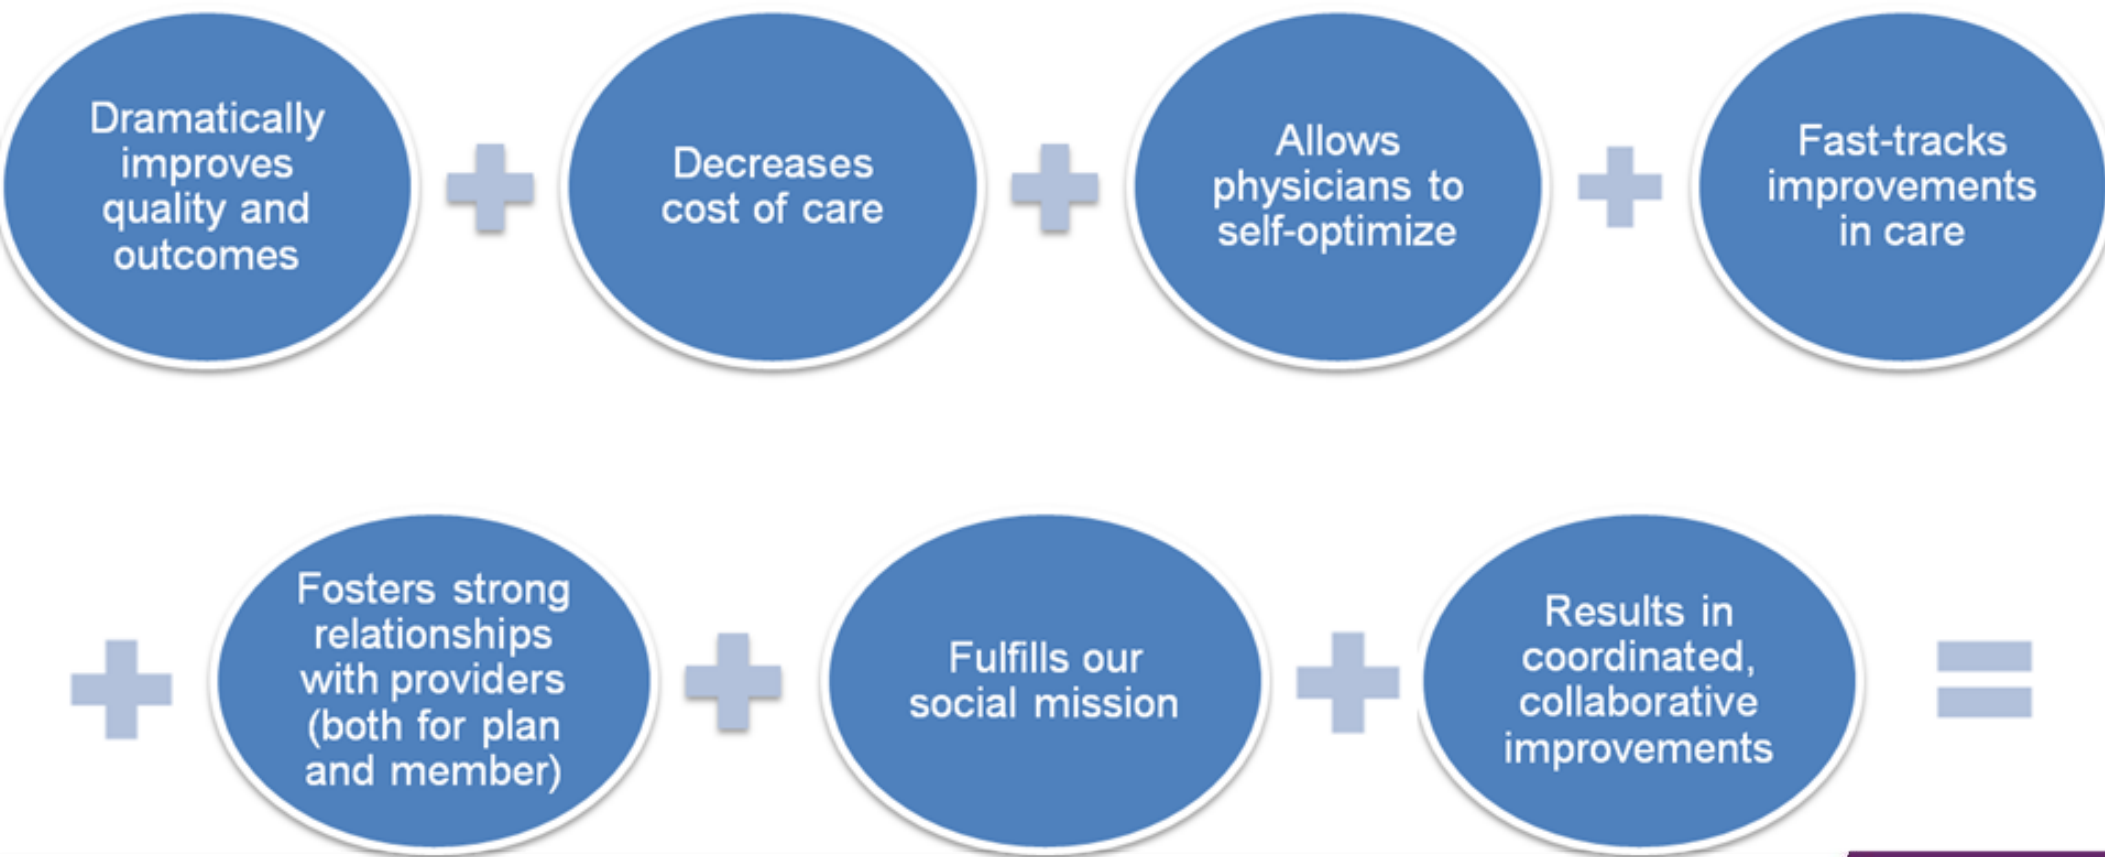 Dramatically
improves
quality and
outcomes
Decreases
cost of care
Allows
physicians to
self-optimize
Fast-tracks
improvements
in care
Fosters strong
relationships
with providers
(both for plan
and member)
Fulfills our
social mission
Results in
coordinated,
collaborative
improvements